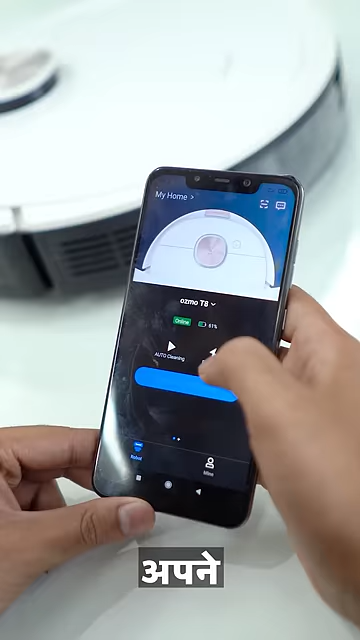 My Home >
ozmo T8
Online 61%
AUTO Cleaning
Robot
Mine
अपने